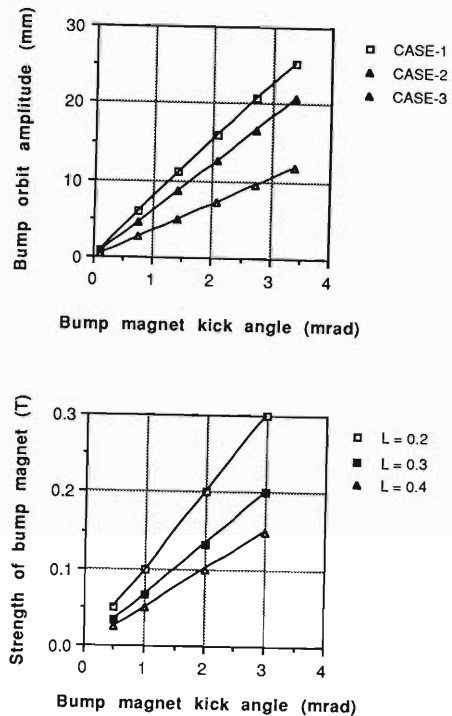 Bump orbit amplitude (mm)
30
20
10
0
0
1
2
3
4
Bump magnet kick angle (mrad)
CASE-1
CASE-2
CASE-3
Strength of bump magnet (T)
0.3
0.2
0.1
0.0
0
1
2
3
4
Bump magnet kick angle (mrad)
L = 0.2
L = 0.3
L = 0.4